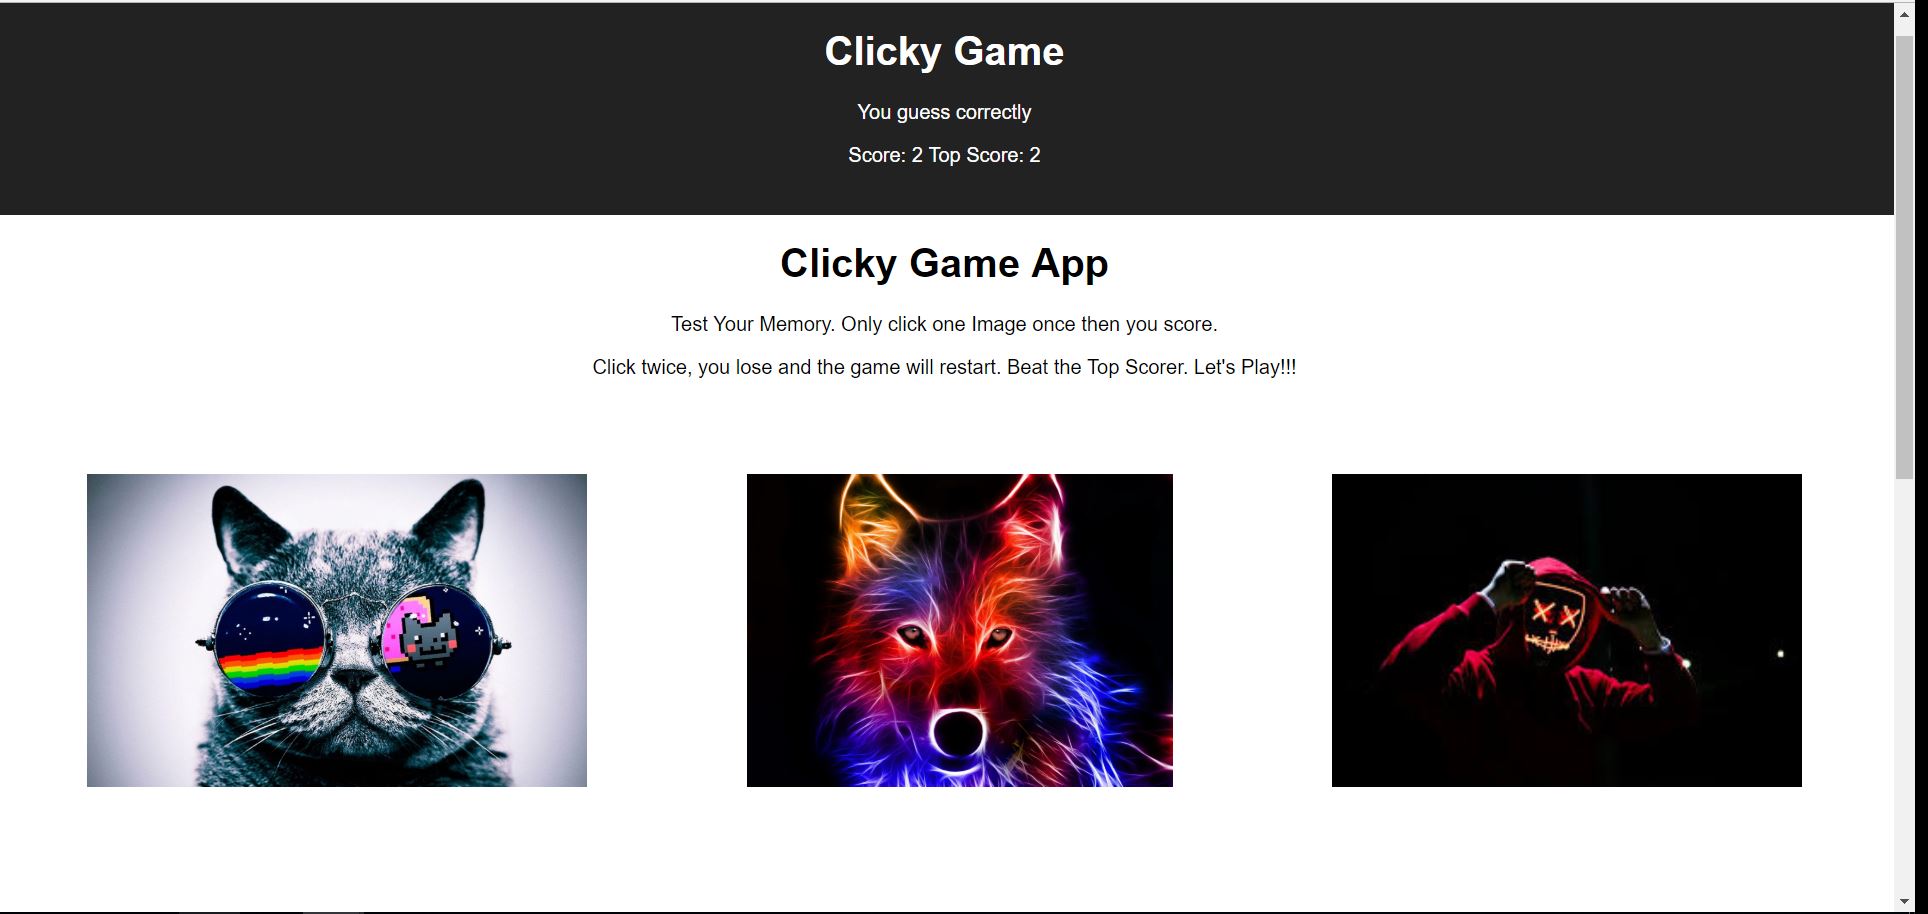 Clicky Game
You guess correctly
Score: 2 Top Score: 2
Clicky Game App
Test Your Memory. Only click one Image once then you score.
Click twice, you lose and the game will restart. Beat the Top Scorer. Let's Play!!!